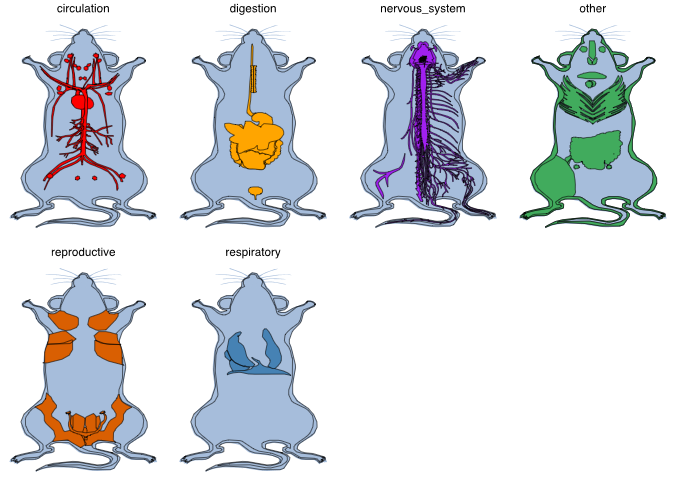 circulation
digestion
nervous_system
other
reproductive
respiratory